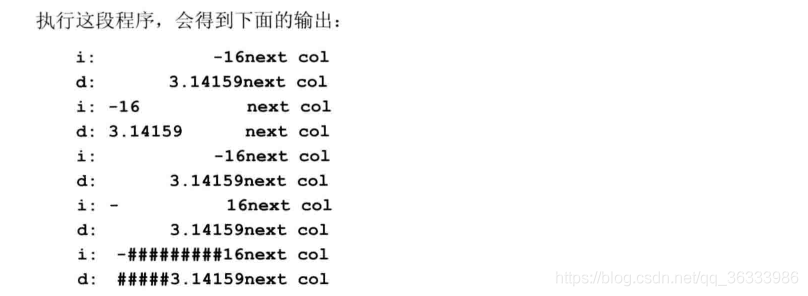 执行这段程序，会得到下面的输出：
i:          -16next col
d:      3.14159next col
i: -16         next col
d: 3.14159     next col
i:          -16next col
d:      3.14159next col
i: -         16next col
d:      3.14159next col
i: -#########16next col
d: #####3.14159next col
https://blog.csdn.net/qq_36333986